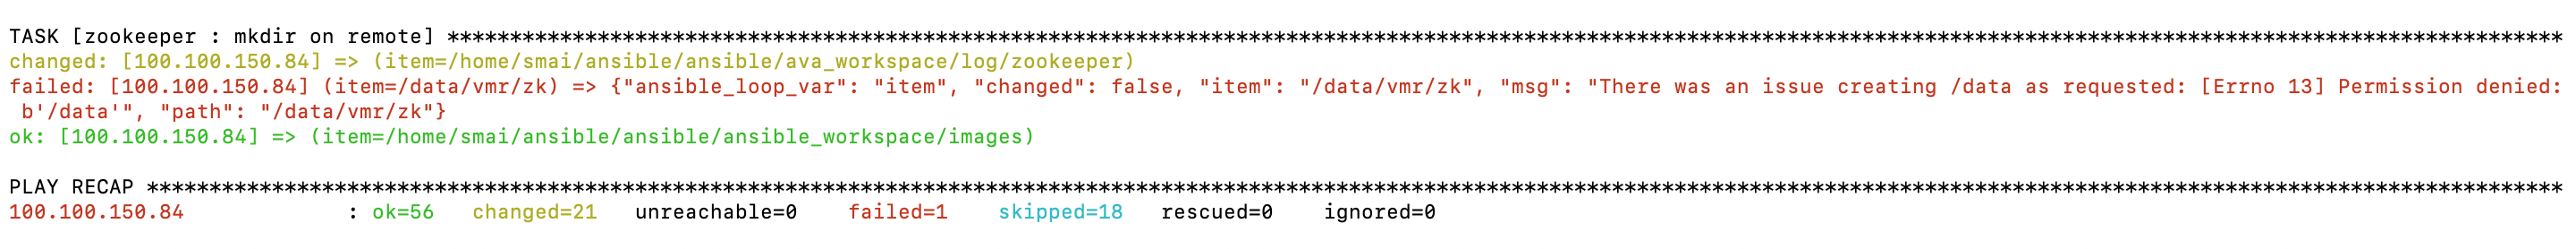 TASK [zookeeper : mkdir on remote] *************************************************************************************************************************************************************************
changed: [100.100.150.84] => (item=/home/smai/ansible/ansible/ava_workspace/log/zookeeper)
failed: [100.100.150.84] (item=/data/vmr/zk) => {"ansible_loop_var": "item", "changed": false, "item": "/data/vmr/zk", "msg": "There was an issue creating /data as requested: [Errno 13] Permission denied:
b'/data'", "path": "/data/vmr/zk"}
ok: [100.100.150.84] => (item=/home/smai/ansible/ansible/ansible_workspace/images)
PLAY RECAP *************************************************************************************************************************************************************************************************
100.100.150.84             : ok=56   changed=21   unreachable=0    failed=1    skipped=18   rescued=0    ignored=0